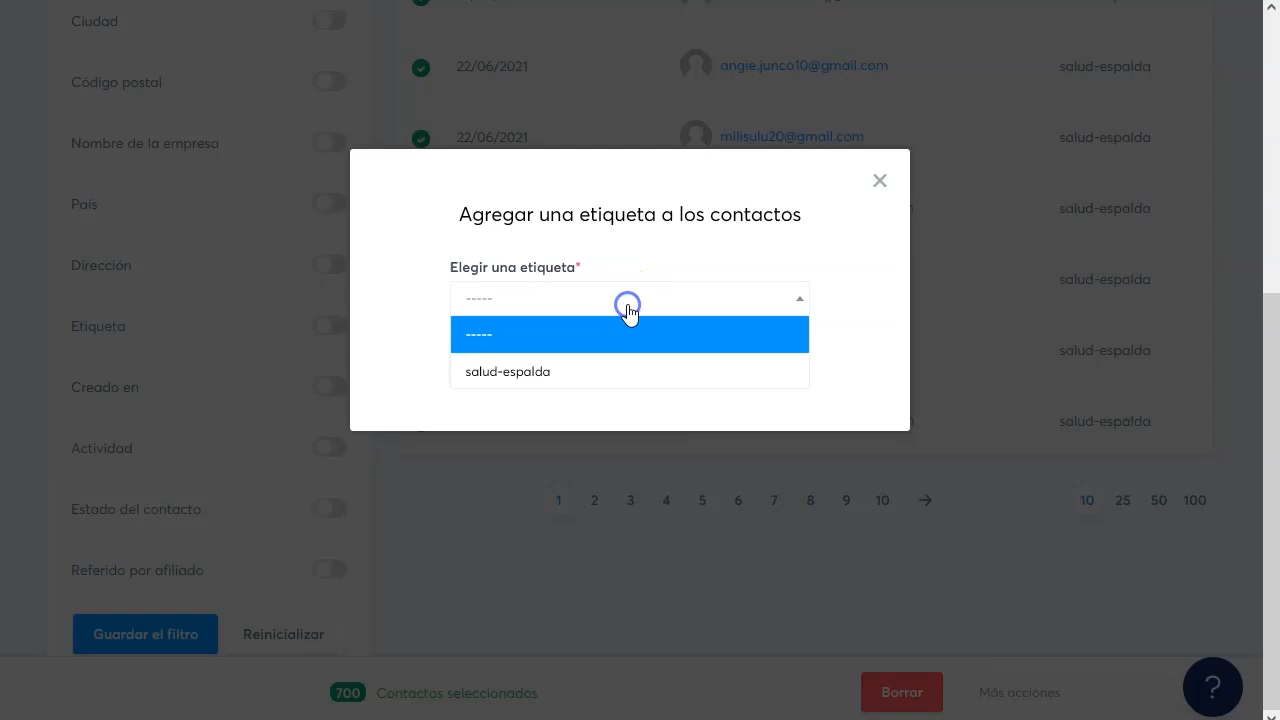 Ciudad
Código postal
Nombre de la empresa
País
Dirección
Etiqueta
Creado en
Actividad
Estado del contacto
Referido por afiliado
Guardar el filtro
Reinicializar
22/06/2021 angie.junco10@gmail.com salud-espalda
22/06/2021 milisulu20@gmail.com salud-espalda
salud-espalda
salud-espalda
salud-espalda
salud-espalda
Agregar una etiqueta a los contactos
Elegir una etiqueta*
-----
-----
salud-espalda
1 2 3 4 5 6 7 8 9 10 → 10 25 50 100
700 Contactos seleccionados
Borrar
Más acciones
?